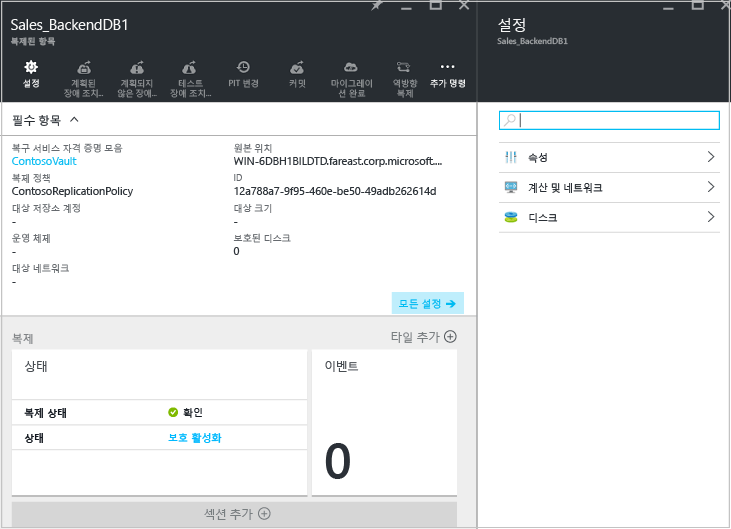 Sales_BackendDB1
복제된 항목
설정
계획된
장애 조치...
계획되지
않은 장애...
테스트
장애 조치...
PIT 변경
커밋
마이그레이
션 완료
역방향
복제
추가 명령
필수 항목
복구 서비스 자격 증명 모음
ContosoVault
복제 정책
ContosoReplicationPolicy
대상 저장소 계정
-
운영 체제
-
대상 네트워크
-
원본 위치
WIN-6DBH1BILDTD.fareast.corp.microsoft....
ID
12a788a7-9f95-460e-be50-49adb262614d
대상 크기
-
보호된 디스크
0
모든 설정
복제
타일 추가
상태
복제 상태 확인
상태 보호 활성화
이벤트
0
섹션 추가
설정
Sales_BackendDB1
속성
계산 및 네트워크
디스크